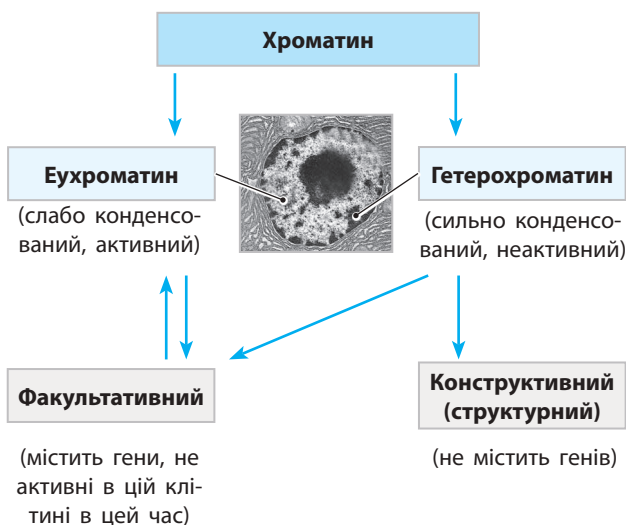 Хроматин
Еухроматин
(слабо конденсо-
ваний, активний)
Гетерохроматин
(сильно конденсо-
ваний, неактивний)
Факультативний
(містить гени, не
активні в цій клі-
тині в цей час)
Конструктивний
(структурний)
(не містить генів)